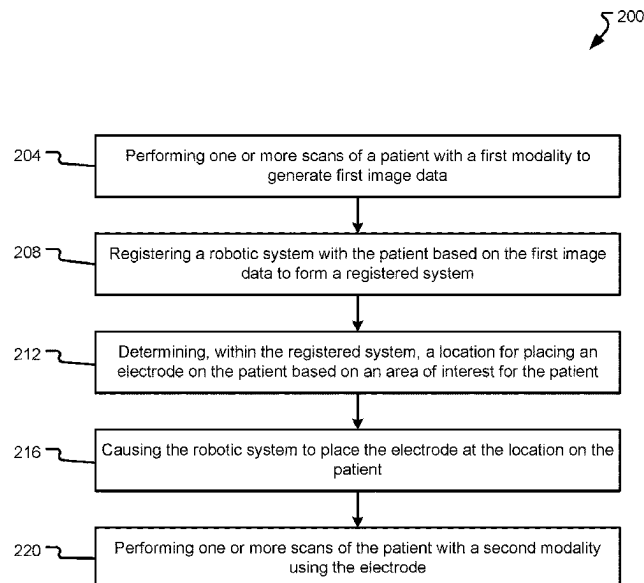 200
204
Performing one or more scans of a patient with a first modality to
generate first image data
208
Registering a robotic system with the patient based on the first image
data to form a registered system
212
Determining, within the registered system, a location for placing an
electrode on the patient based on an area of interest for the patient
216
Causing the robotic system to place the electrode at the location on the
patient
220
Performing one or more scans of the patient with a second modality
using the electrode